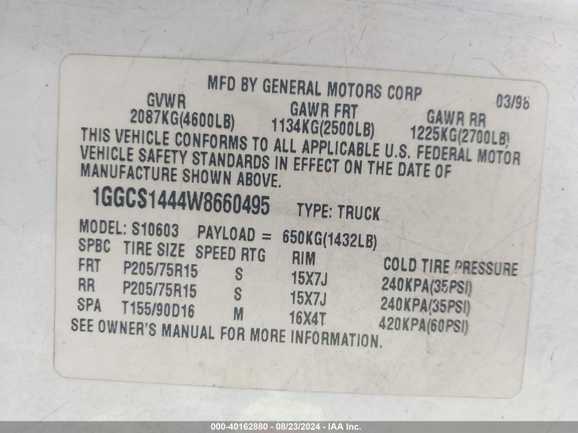 MFD BY GENERAL MOTORS CORP 03/98
GVWR GAWR FRT GAWR RR
2087KG(4600LB) 1134KG(2500LB) 1225KG(2700LB)
THIS VEHICLE CONFORMS TO ALL APPLICABLE U.S. FEDERAL MOTOR
VEHICLE SAFETY STANDARDS IN EFFECT ON THE DATE OF
MANUFACTURE SHOWN ABOVE.
1GGCS1444W8660495 TYPE: TRUCK
MODEL: S10603 PAYLOAD = 650KG(1432LB)
SPBC TIRE SIZE SPEED RTG RIM COLD TIRE PRESSURE
FRT P205/75R15 S 15X7J 240KPA(35PSI)
RR P205/75R15 S 15X7J 240KPA(35PSI)
SPA T155/90D16 M 16X4T 420KPA(60PSI)
SEE OWNER'S MANUAL FOR MORE INFORMATION.
000-40162880 - 08/23/2024 - IAA Inc.